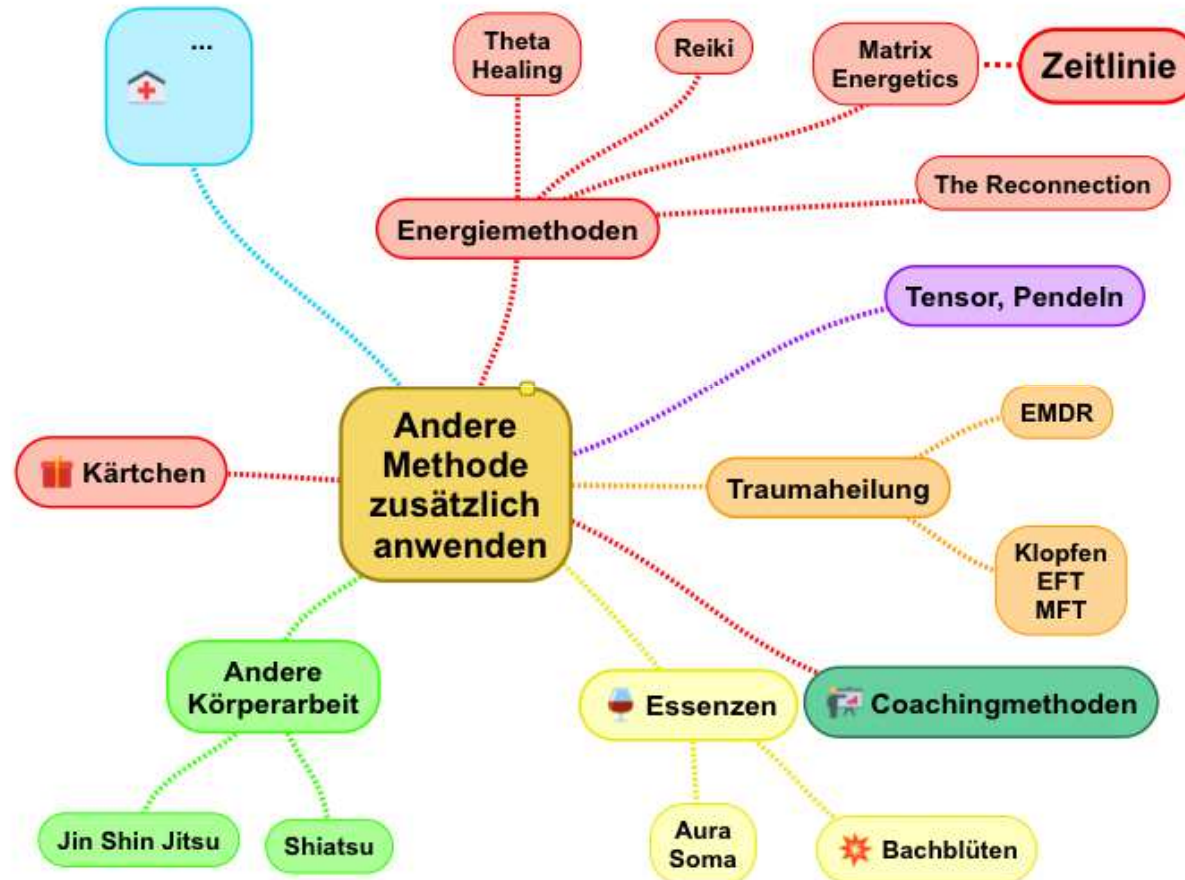 ...
Theta
Healing
Reiki
Matrix
Energetics
Zeitlinie
The Reconnection
Energiemethoden
Tensor, Pendeln
Andere
Methode
zusätzlich
anwenden
Kärtchen
EMDR
Traumaheilung
Klopfen
EFT
MFT
Andere
Körperarbeit
Essenzen
Coachingmethoden
Jin Shin Jitsu
Shiatsu
Aura
Soma
Bachblüten